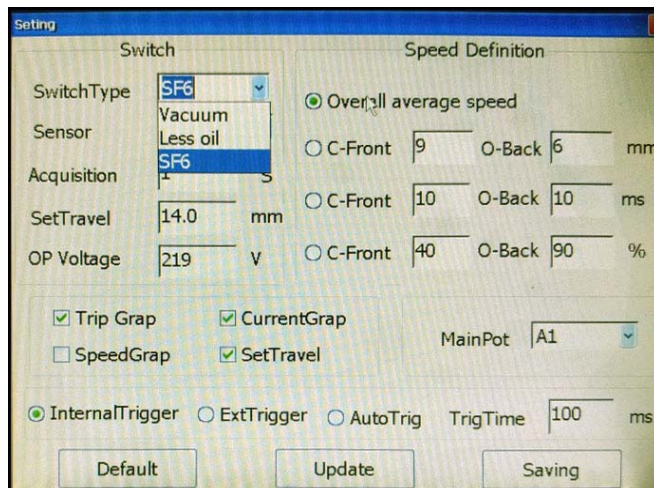 Seting
Switch
SwitchType SF6
Vacuum
Less oil
SF6
Sensor
Acquisition 1 S
SetTravel 14.0 mm
OP Voltage 219 V
Speed Definition
Overall average speed
C-Front 9 O-Back 6 mm
C-Front 10 O-Back 10 ms
C-Front 40 O-Back 90 %
Trip Grap CurrentGrap
SpeedGrap SetTravel
MainPot A1
InternalTrigger ExtTrigger AutoTrig TrigTime 100 ms
Default Update Saving